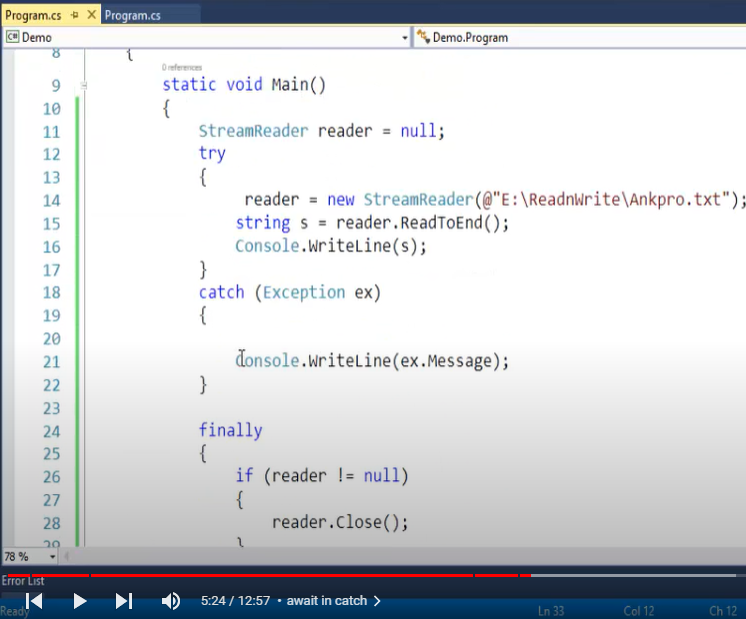 Program.cs Program.cs
Demo Demo.Program
8 {
0 references
9 static void Main()
10 {
11 StreamReader reader = null;
12 try
13 {
14 reader = new StreamReader(@"E:\ReadnWrite\Ankpro.txt");
15 string s = reader.ReadToEnd();
16 Console.WriteLine(s);
17 }
18 catch (Exception ex)
19 {
20
21 Console.WriteLine(ex.Message);
22 }
23
24 finally
25 {
26 if (reader != null)
27 {
28 reader.Close();
29 }
78 %
Error List
5:24 / 12:57 • await in catch
Ready Ln 33 Col 12 Ch 12